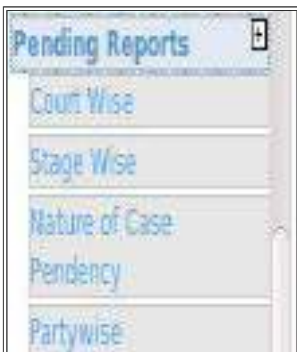 Pending Reports
Court Wise
Stage Wise
Nature of Case
Pendency
Partywise